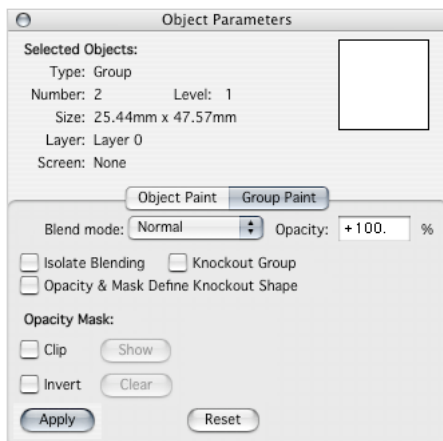 Object Parameters
Selected Objects:
Type: Group
Number: 2 Level: 1
Size: 25.44mm x 47.57mm
Layer: Layer 0
Screen: None
Object Paint Group Paint
Blend mode: Normal Opacity: +100. %
Isolate Blending Knockout Group
Opacity & Mask Define Knockout Shape
Opacity Mask:
Clip Show
Invert Clear
Apply Reset